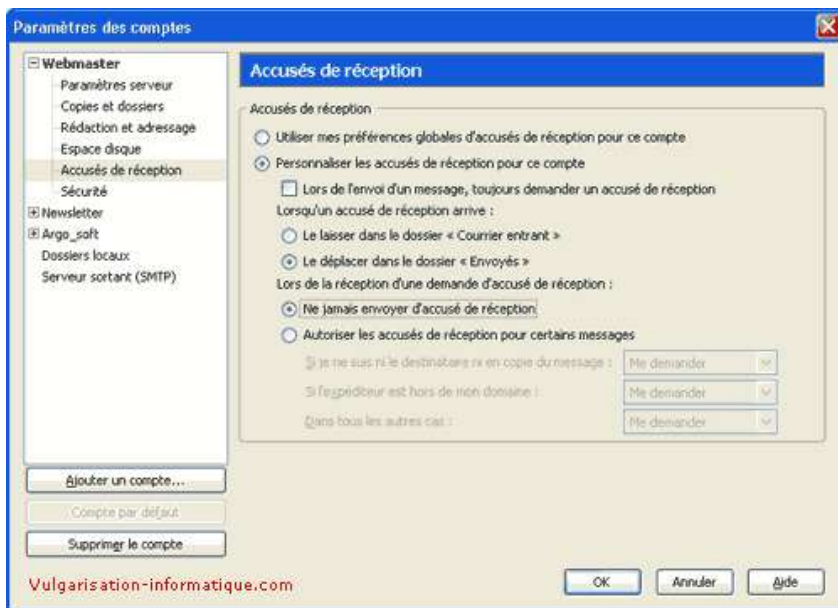 Paramètres des comptes
Webmaster
Paramètres serveur
Copies et dossiers
Rédaction et adressage
Espace disque
Accusés de réception
Sécurité
Newsletter
Argo_soft
Dossiers locaux
Serveur sortant (SMTP)
Ajouter un compte...
Compte par défaut
Supprimer le compte
Vulgarisation-informatique.com
Accusés de réception
Accusés de réception
Utiliser mes préférences globales d'accusés de réception pour ce compte
Personnaliser les accusés de réception pour ce compte
Lors de l'envoi d'un message, toujours demander un accusé de réception
Lorsqu'un accusé de réception arrive :
Le laisser dans le dossier « Courrier entrant »
Le déplacer dans le dossier « Envoyés »
Lors de la réception d'une demande d'accusé de réception :
Ne jamais envoyer d'accusé de réception
Autoriser les accusés de réception pour certains messages
Si je ne suis ni le destinataire ni en copie du message : Me demander
Si l'expéditeur est hors de mon domaine : Me demander
Dans tous les autres cas : Me demander
OK Annuler Aide